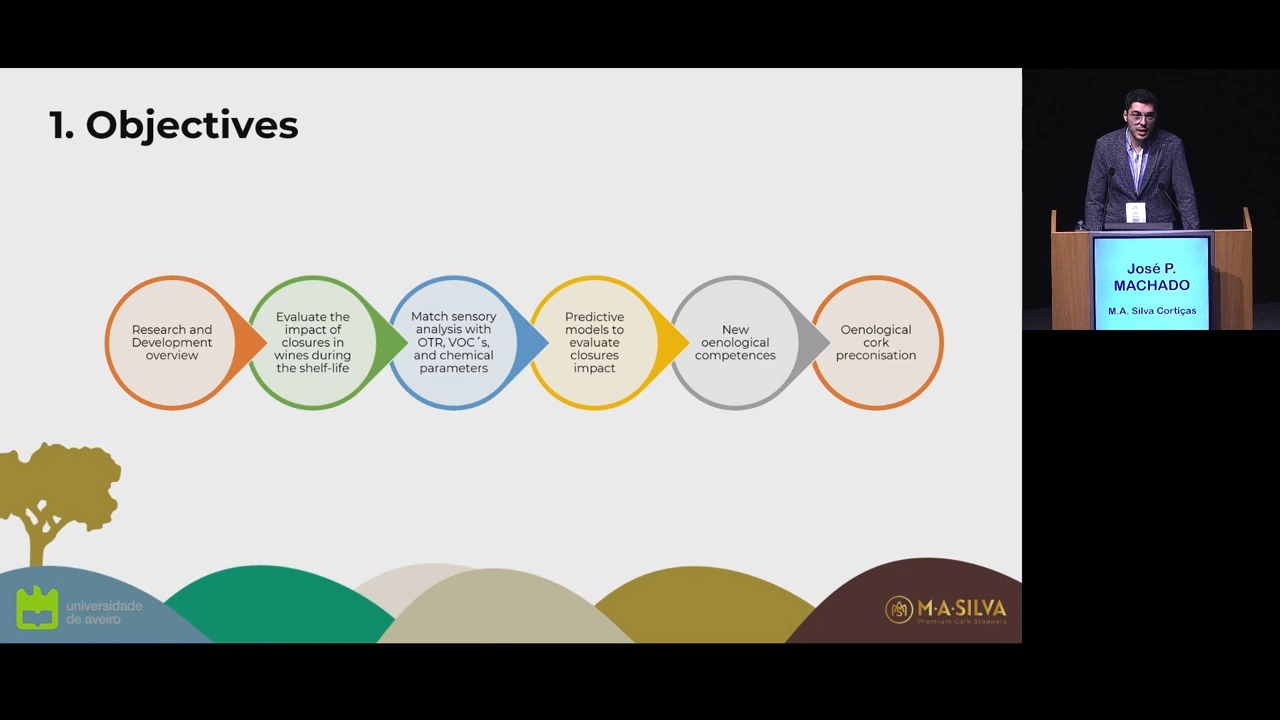 1. Objectives
Research and
Development
overview
Evaluate the
impact of
closures in
wines during
the shelf-life
Match sensory
analysis with
OTR, VOC´s,
and chemical
parameters
Predictive
models to
evaluate
closures
impact
New
oenological
competences
Oenological
cork
preconisation
universidade
de aveiro
M·A·SILVA
Premium Cork Stoppers
José P.
MACHADO
M.A. Silva Cortiças